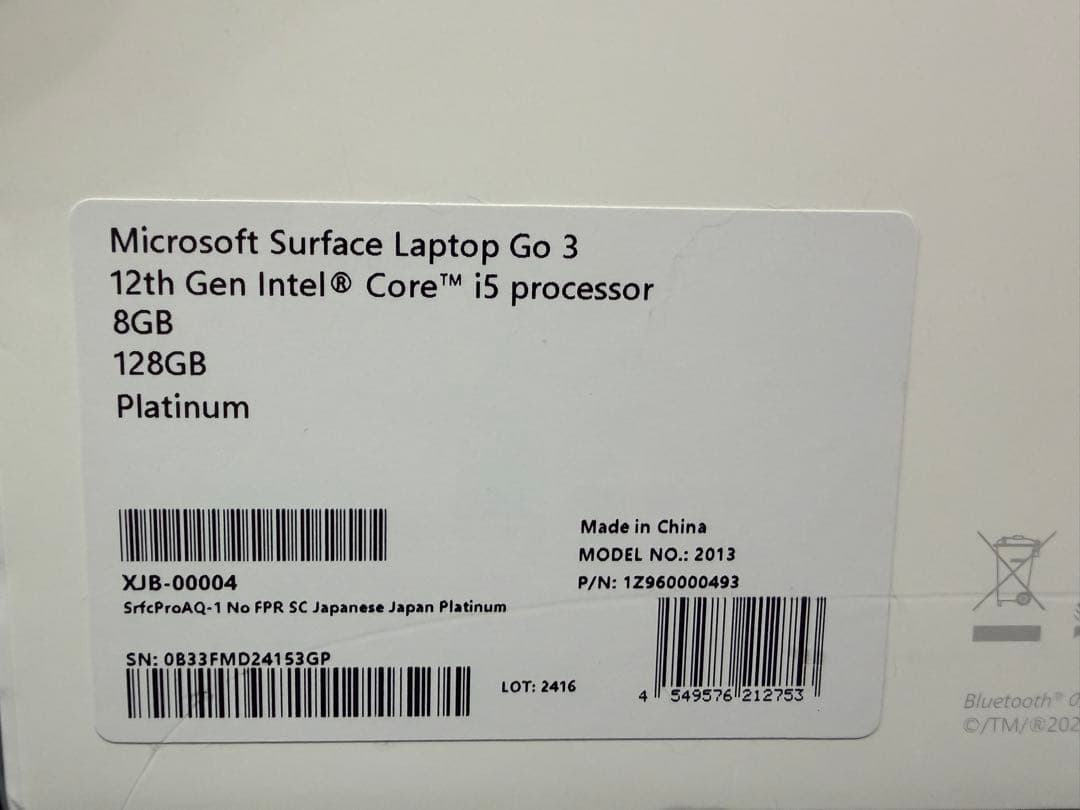 Microsoft Surface Laptop Go 3
12th Gen Intel® Core™ i5 processor
8GB
128GB
Platinum
XJB-00004
SrfcProAQ-1 No FPR SC Japanese Japan Platinum
SN: 0B33FMD24153GP
LOT: 2416
Made in China
MODEL NO.: 2013
P/N: 1Z960000493
4 549576 212753
Bluetooth®
©/TM/®202